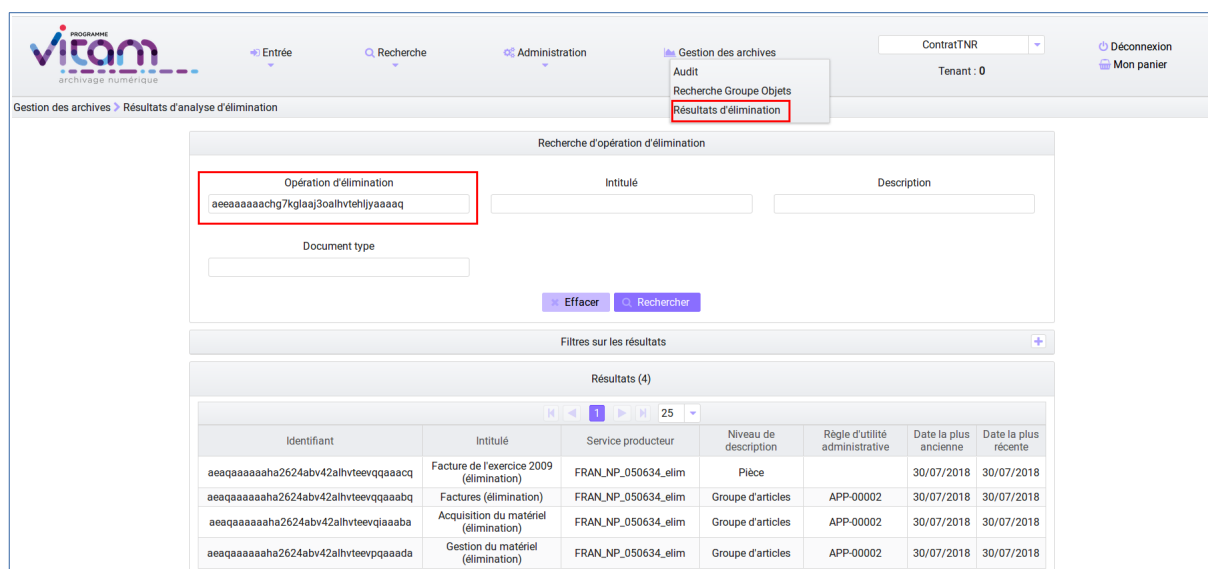 PROGRAMME
Vitam
archivage numérique
Entrée
Recherche
Administration
Gestion des archives
Audit
Recherche Groupe Objets
Résultats d'élimination
ContratTNR
Tenant : 0
Déconnexion
Mon panier
Gestion des archives > Résultats d'analyse d'élimination
Recherche d'opération d'élimination
Opération d'élimination Intitulé Description
aeeaaaaaachg7kglaaj3oalhvtehljyaaaaq
Document type
Effacer Rechercher
Filtres sur les résultats
Résultats (4)
1 25
Identifiant Intitulé Service producteur Niveau de description Règle d'utilité administrative Date la plus ancienne Date la plus récente
aeaqaaaaaaha2624abv42alhvteevqqaaacq Facture de l'exercice 2009 (élimination) FRAN_NP_050634_elim Pièce 30/07/2018 30/07/2018
aeaqaaaaaaha2624abv42alhvteevqqaaabq Factures (élimination) FRAN_NP_050634_elim Groupe d'articles APP-00002 30/07/2018 30/07/2018
aeaqaaaaaaha2624abv42alhvteevqiaaaba Acquisition du matériel (élimination) FRAN_NP_050634_elim Groupe d'articles APP-00002 30/07/2018 30/07/2018
aeaqaaaaaaha2624abv42alhvteevpqaaada Gestion du matériel (élimination) FRAN_NP_050634_elim Groupe d'articles APP-00002 30/07/2018 30/07/2018